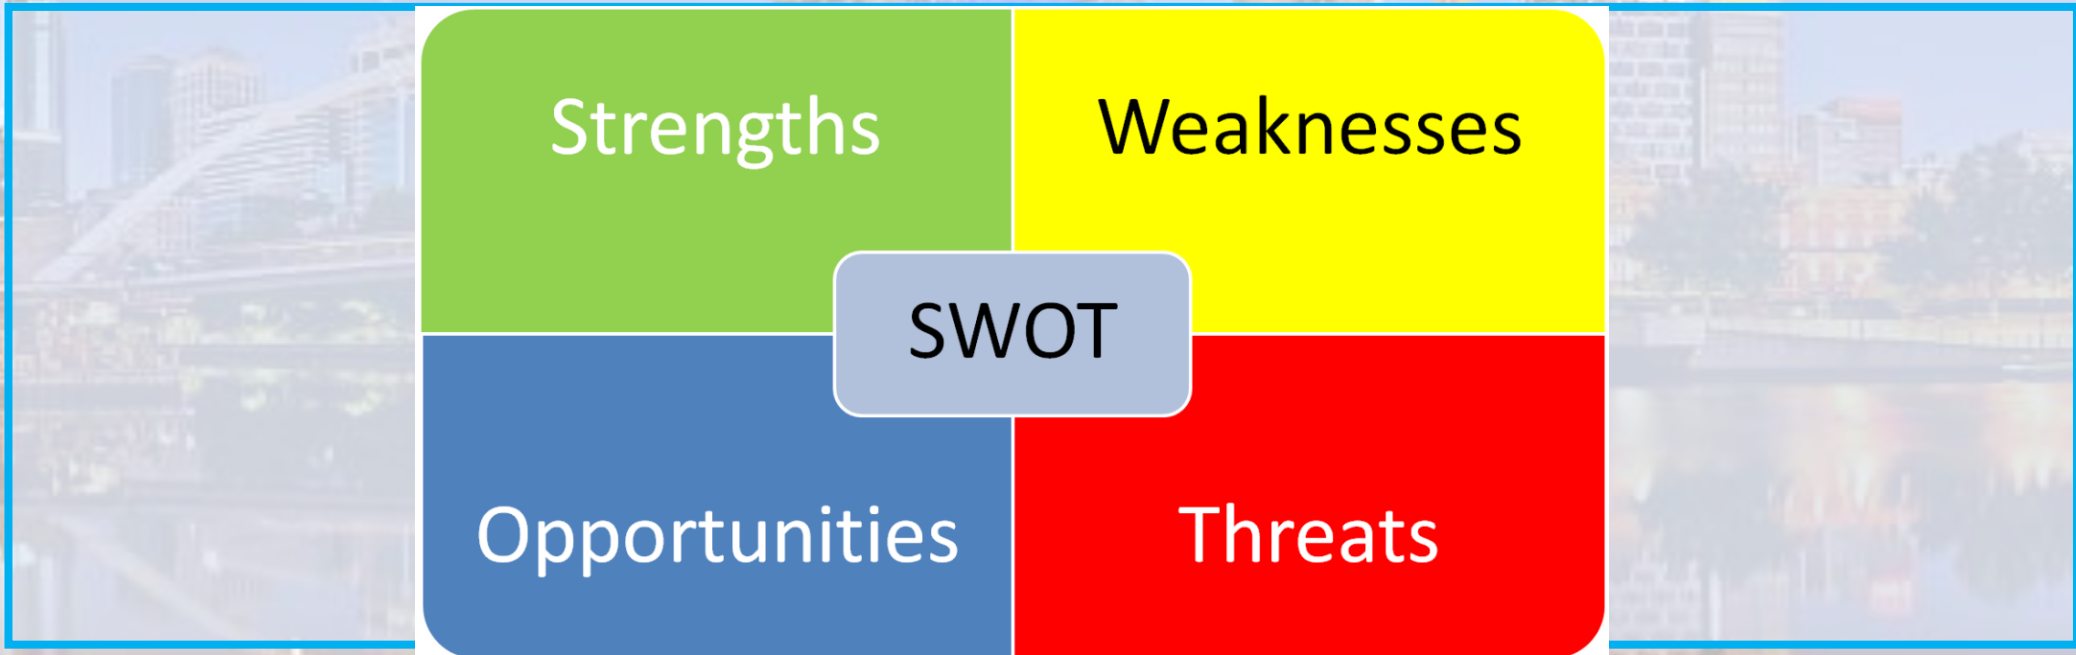 Strengths
Weaknesses
SWOT
Opportunities
Threats